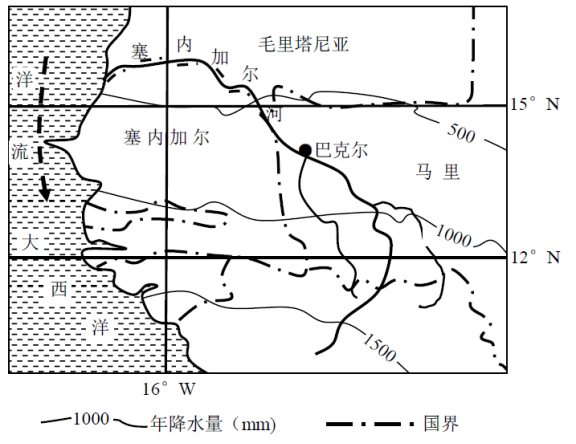 毛里塔尼亚
塞内加尔河
洋流
15° N
500
塞内加尔
巴克尔
马里
1000
12° N
大西洋
1500
16° W
1000 年降水量（mm） 国界